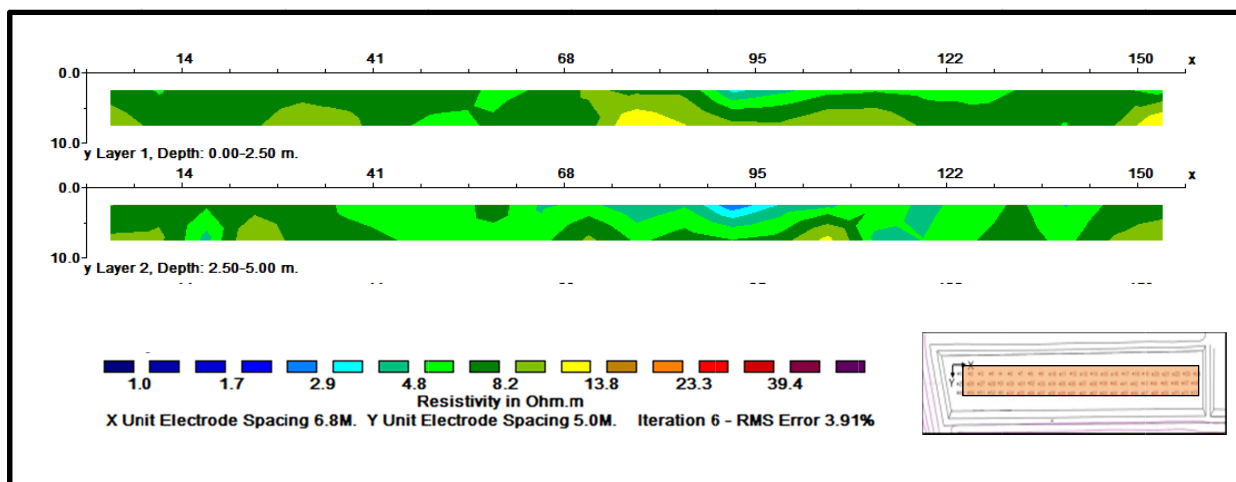 14 41 68 95 122 150 x
0.0
10.0
y Layer 1, Depth: 0.00-2.50 m.
14 41 68 95 122 150 x
0.0
10.0
y Layer 2, Depth: 2.50-5.00 m.
1.0 1.7 2.9 4.8 8.2 13.8 23.3 39.4
Resistivity in Ohm.m
X Unit Electrode Spacing 6.8M. Y Unit Electrode Spacing 5.0M. Iteration 6 - RMS Error 3.91%
X
Y